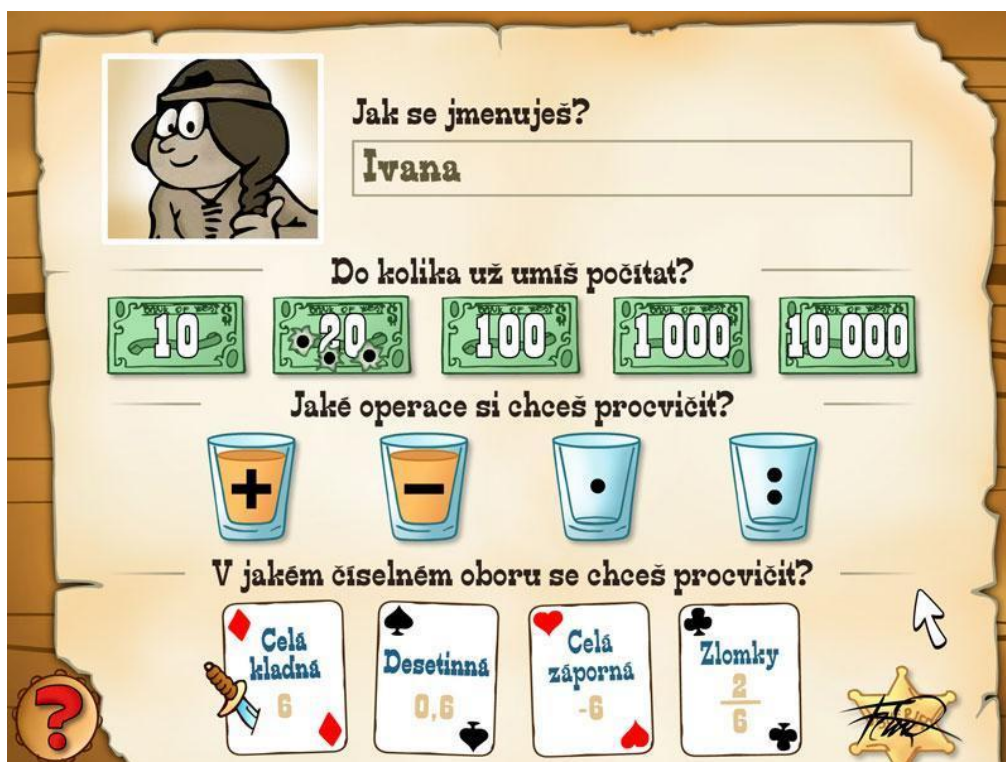 Jak se jmenuješ?
Ivana
Do kolika už umíš počítat?
10 20 100 1 000 10 000
Jaké operace si chceš procvičit?
+ − • :
V jakém číselném oboru se chceš procvičit?
Celá kladná 6
Desetinná 0,6
Celá záporná -6
Zlomky 2/6
?